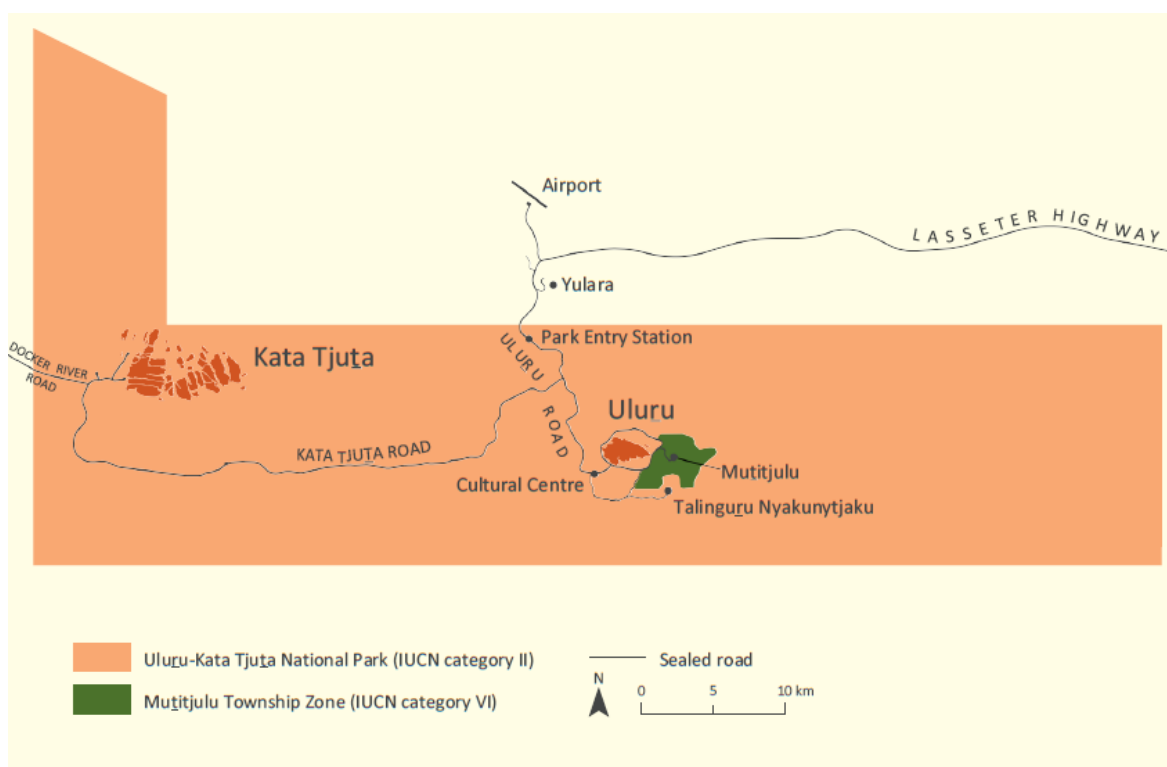 Airport
LASSETER HIGHWAY
Yulara
Park Entry Station
ULURU
ROAD
DOCKER RIVER
ROAD
Kata Tjuṯa
Uluṟu
KATA TJUṮA ROAD
Cultural Centre
Muṯitjulu
Talinguṟu Nyakunytjaku
Uluṟu-Kata Tjuṯa National Park (IUCN category II)
Muṯitjulu Township Zone (IUCN category VI)
Sealed road
N
0 5 10 km